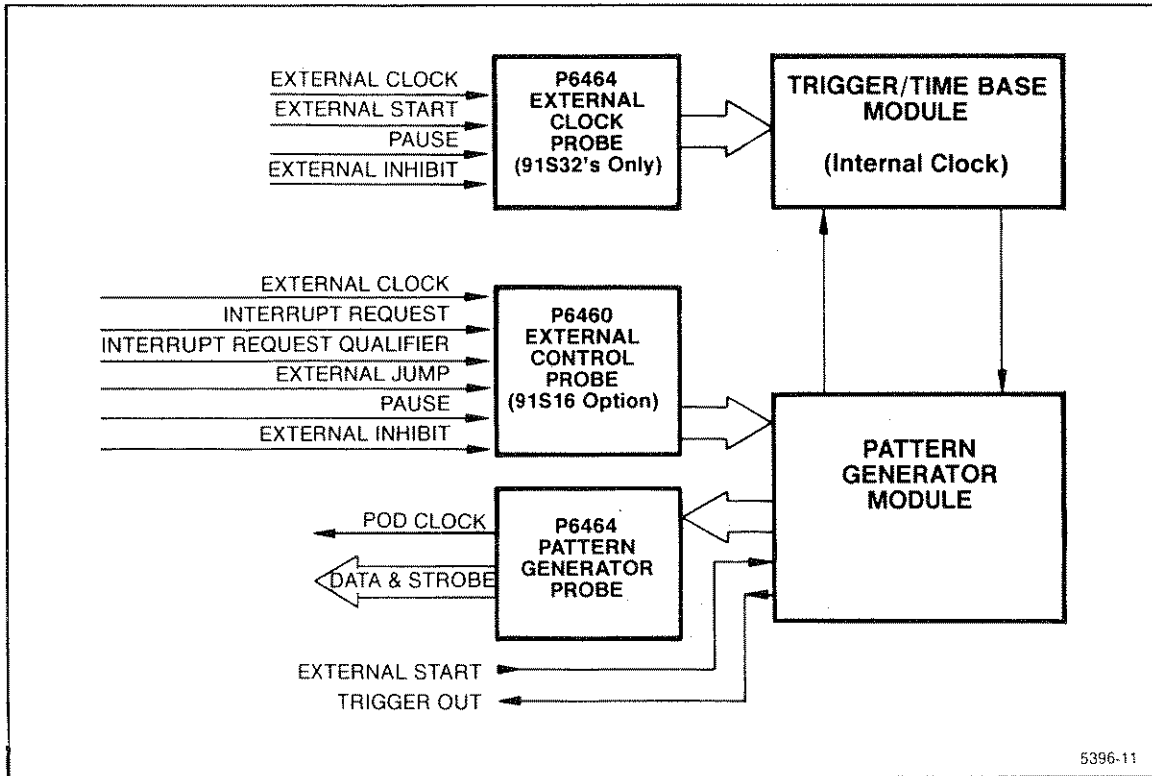 EXTERNAL CLOCK
EXTERNAL START
PAUSE
EXTERNAL INHIBIT
P6464
EXTERNAL
CLOCK
PROBE
(91S32's Only)
TRIGGER/TIME BASE
MODULE
(Internal Clock)
EXTERNAL CLOCK
INTERRUPT REQUEST
INTERRUPT REQUEST QUALIFIER
EXTERNAL JUMP
PAUSE
EXTERNAL INHIBIT
P6460
EXTERNAL
CONTROL
PROBE
(91S16 Option)
PATTERN
GENERATOR
MODULE
POD CLOCK
DATA & STROBE
P6464
PATTERN
GENERATOR
PROBE
EXTERNAL START
TRIGGER OUT
5396-11